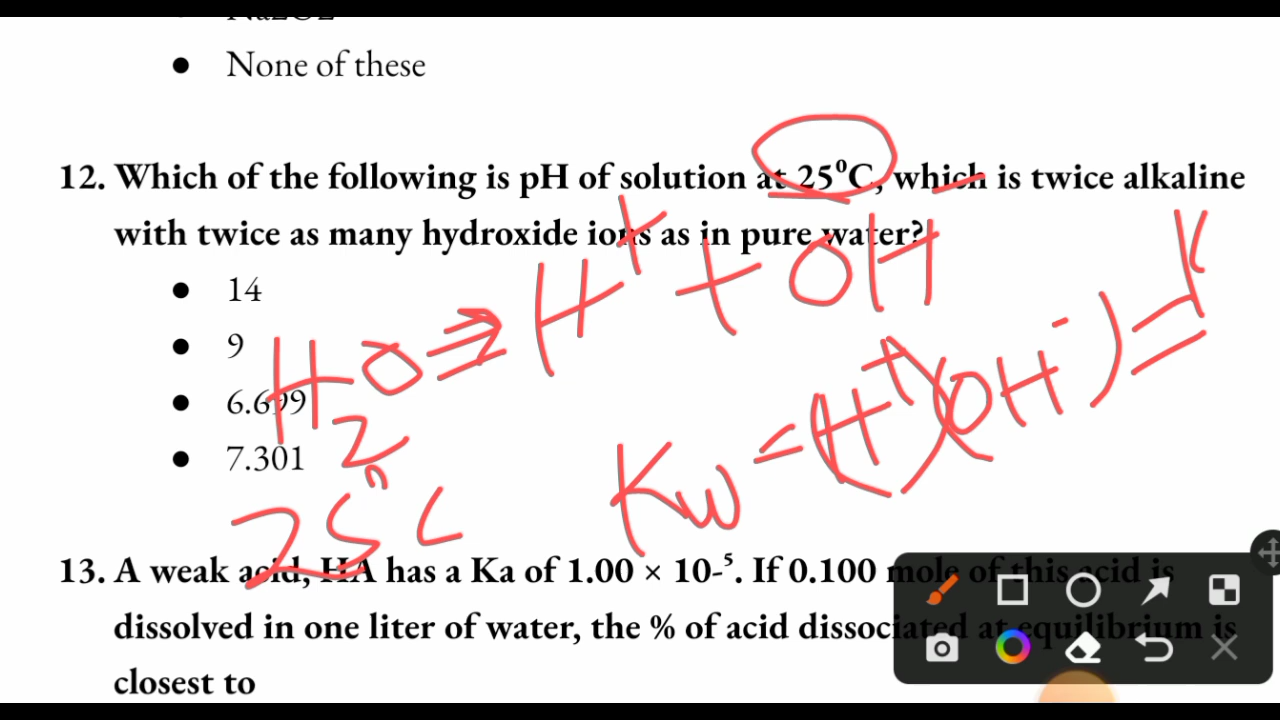 ● None of these
12. Which of the following is pH of solution at 25⁰C, which is twice alkaline
with twice as many hydroxide ions as in pure water?
● 14
● 9
● 6.699
● 7.301
H2O ⇌ H⁺ + OH⁻
25°C
Kw = (H⁺)(OH⁻) =
13. A weak acid, HA has a Ka of 1.00 × 10-⁵. If 0.100 mole of this acid is
dissolved in one liter of water, the % of acid dissociated at equilibrium is
closest to